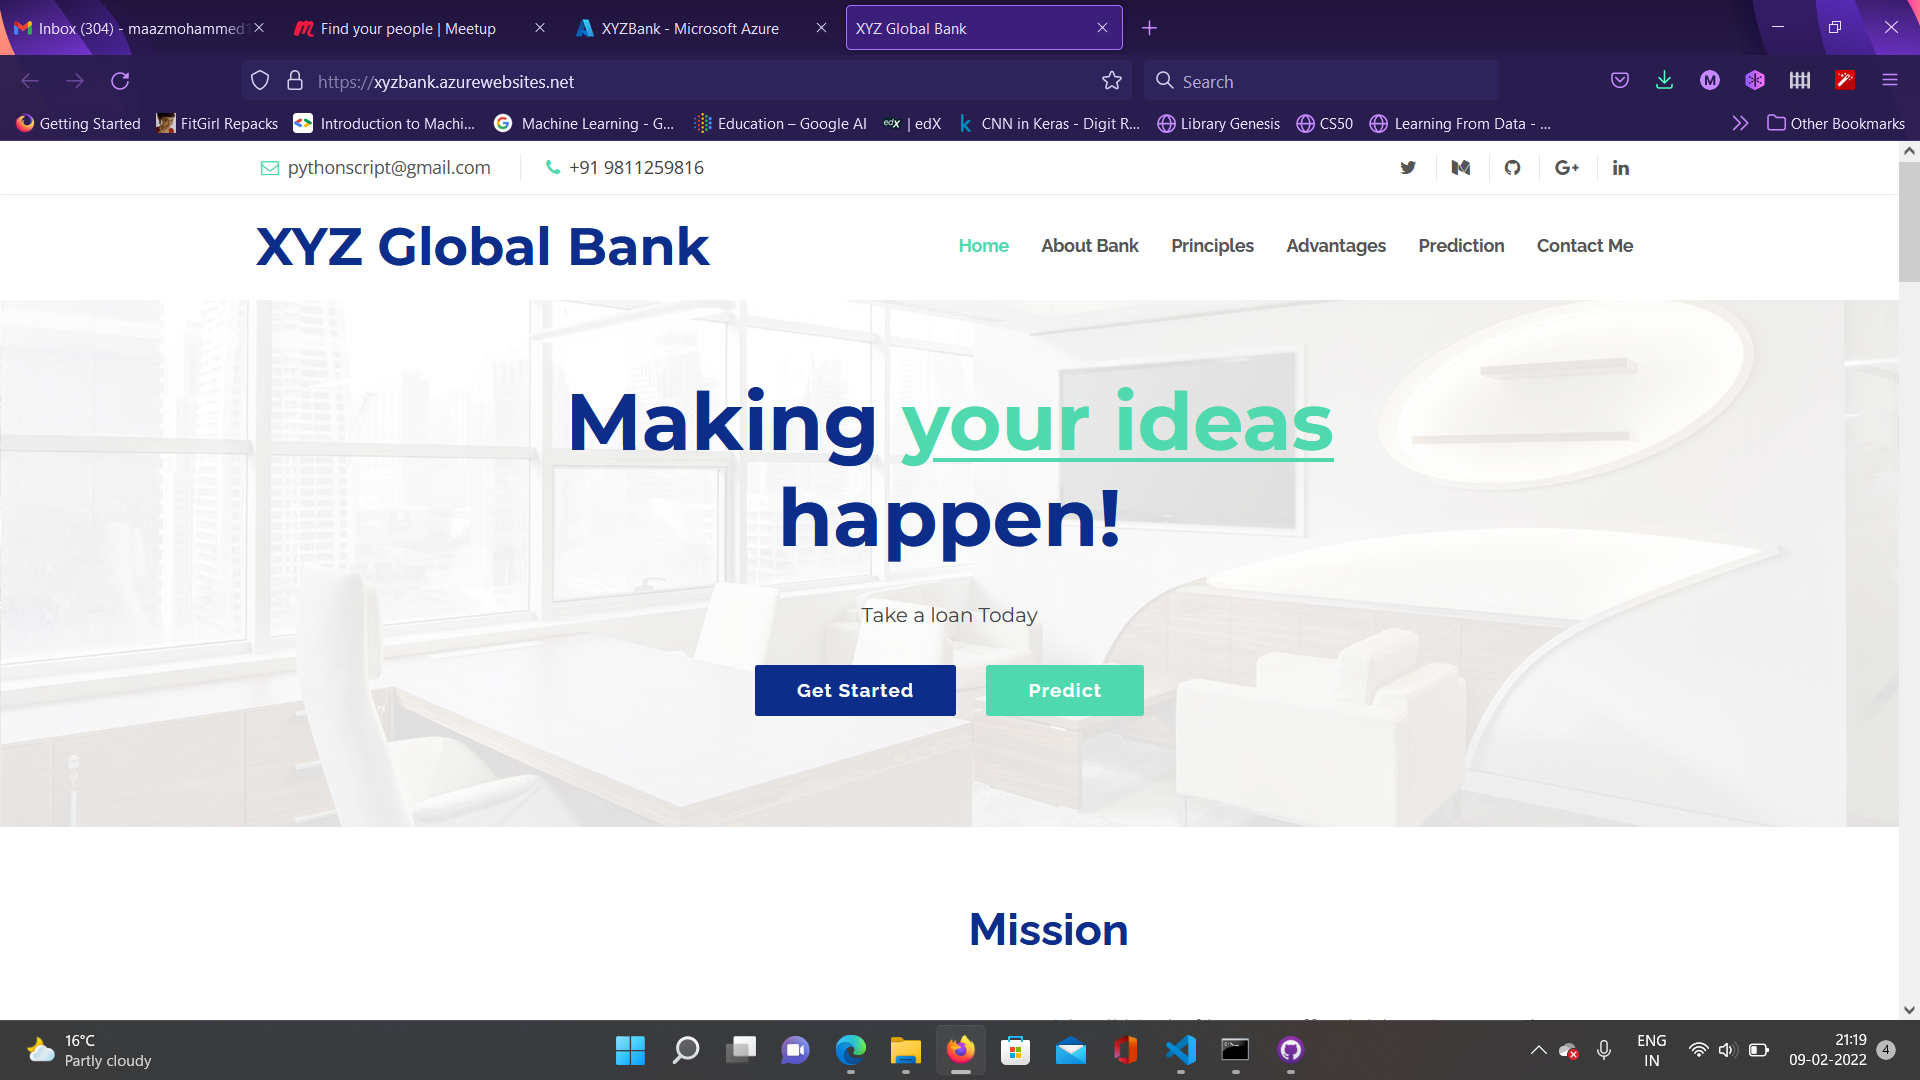 Inbox (304) - maazmohammed1
Find your people | Meetup
XYZBank - Microsoft Azure
XYZ Global Bank
https://xyzbank.azurewebsites.net
Search
Getting Started
FitGirl Repacks
Introduction to Machi...
Machine Learning - G...
Education – Google AI
edX | edX
CNN in Keras - Digit R...
Library Genesis
CS50
Learning From Data - ...
Other Bookmarks
pythonscript@gmail.com
+91 9811259816
XYZ Global Bank
Home
About Bank
Principles
Advantages
Prediction
Contact Me
Making your ideas
happen!
Take a loan Today
Get Started
Predict
Mission
16°C
Partly cloudy
ENG
IN
21:19
09-02-2022
4